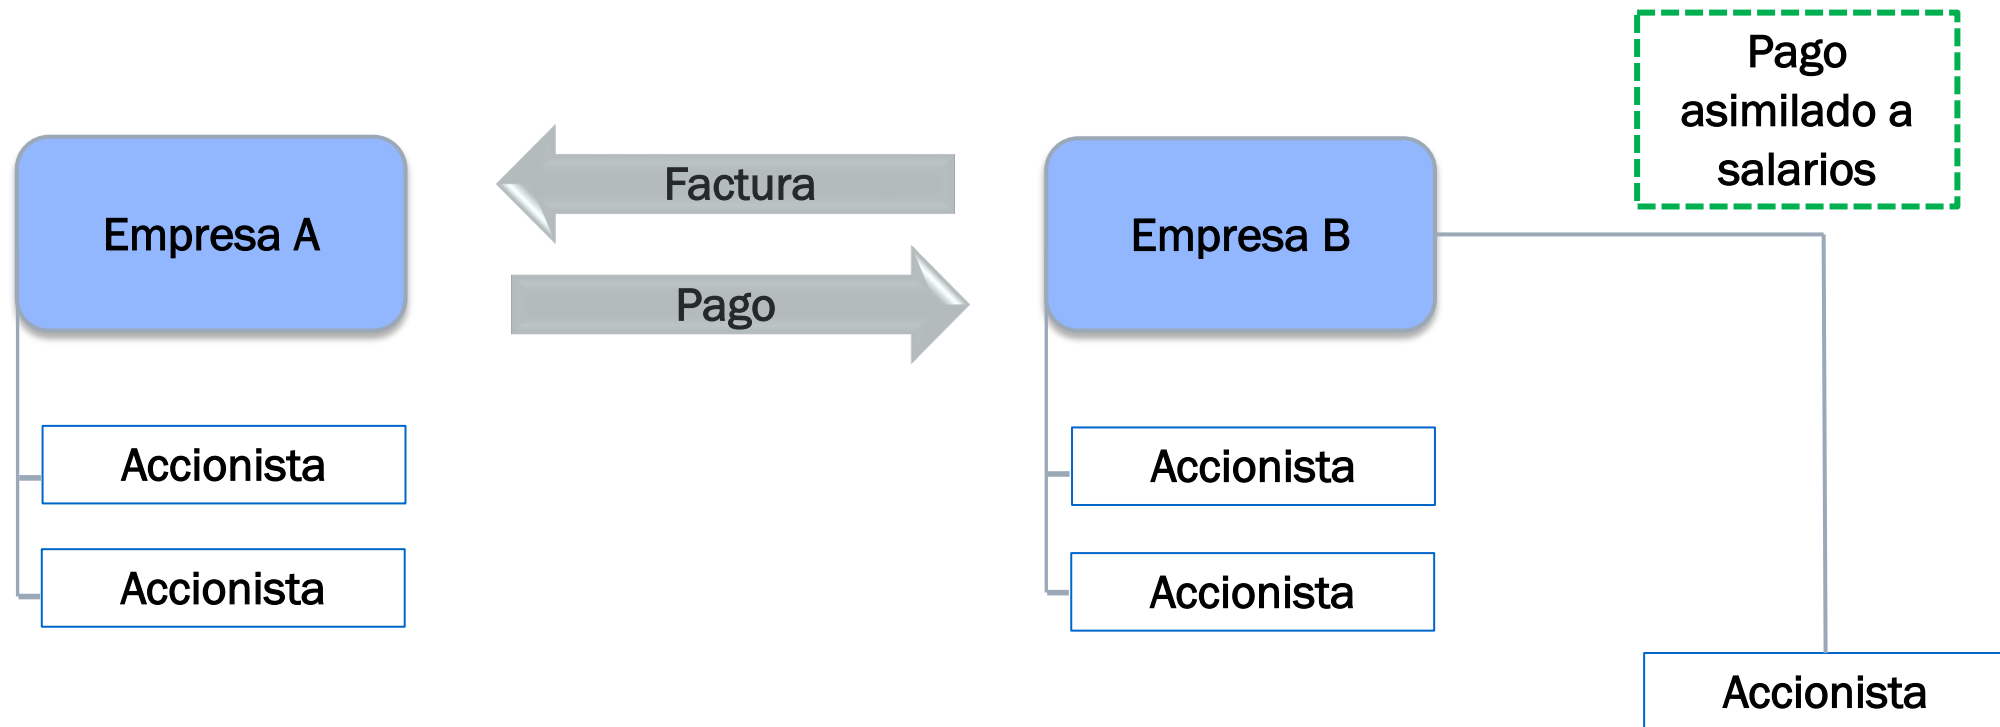 Pago
asimilado a
salarios
Factura
Empresa A
Empresa B
Pago
Accionista
Accionista
Accionista
Accionista
Accionista